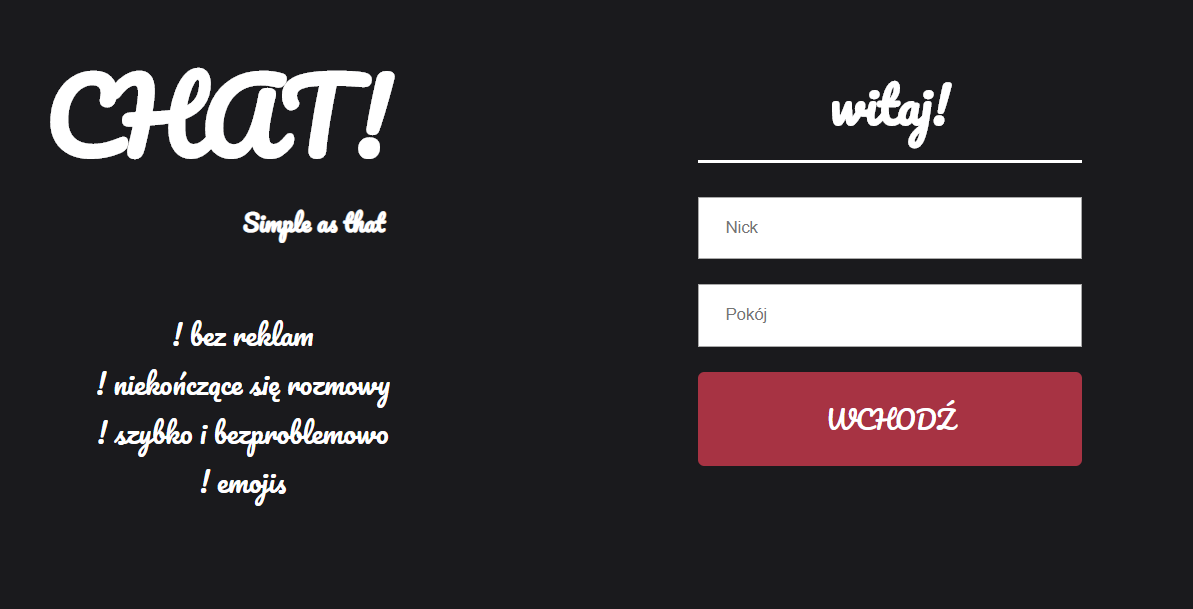 CHAT!
Simple as that
! bez reklam
! niekończące się rozmowy
! szybko i bezproblemowo
! emojis
witaj!
Nick
Pokój
WCHODŹ